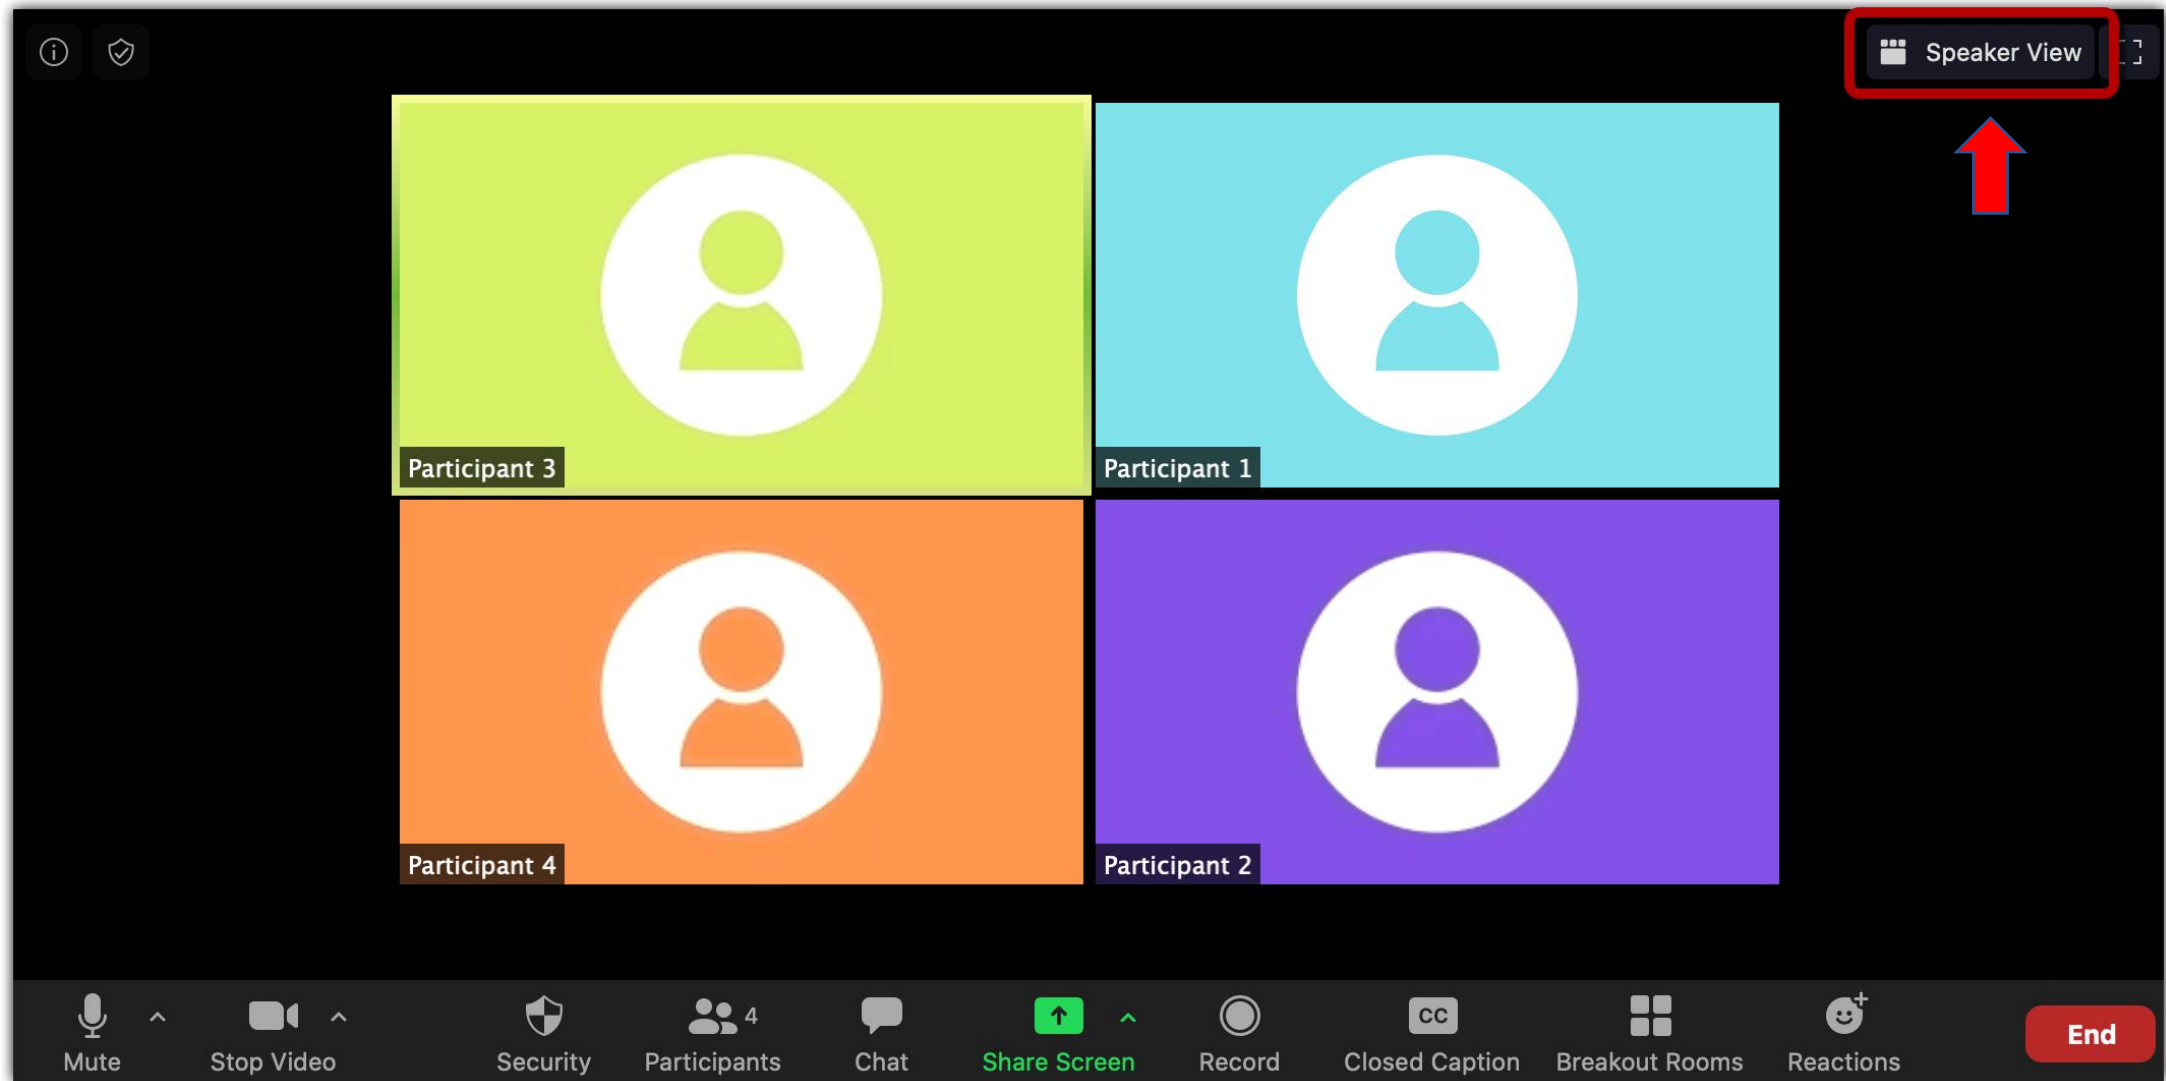 Speaker View
Participant 3
Participant 1
Participant 4
Participant 2
4
CC
Mute
Stop Video
Security
Participants
Chat
Share Screen
Record
Closed Caption
Breakout Rooms
Reactions
End